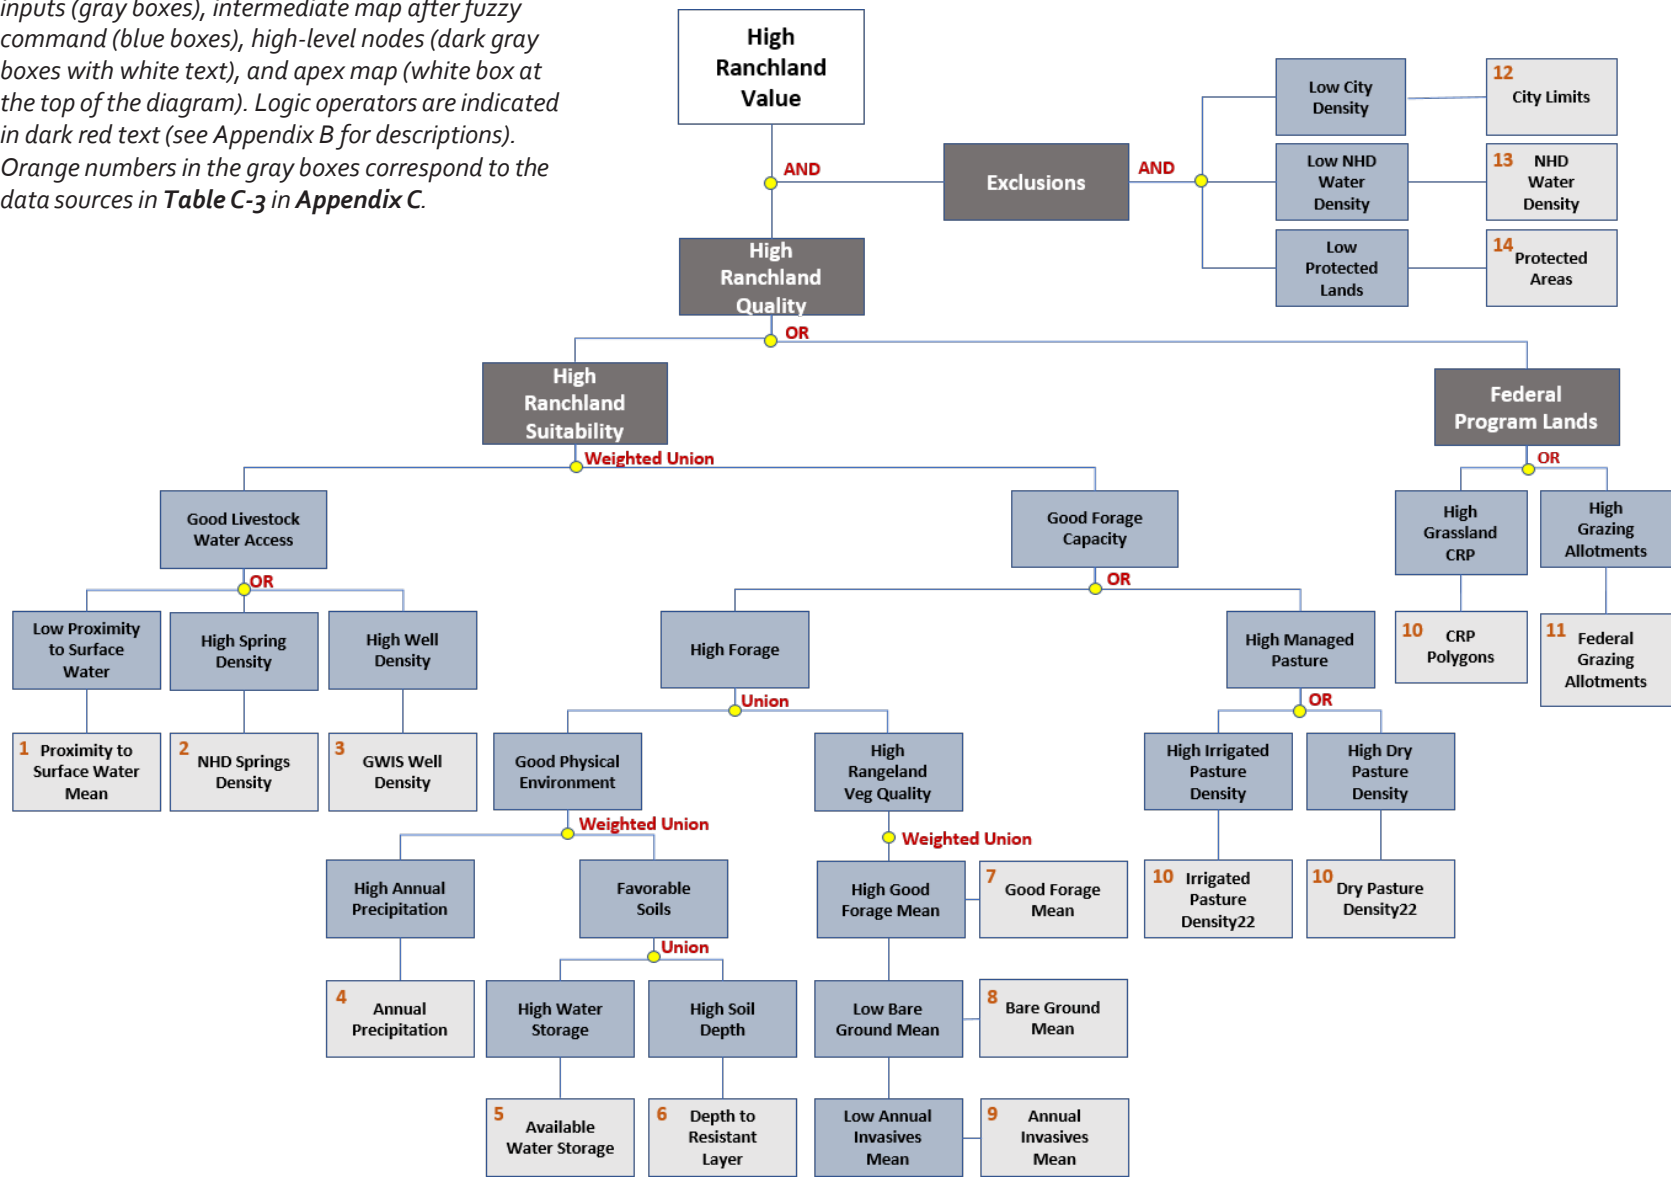 inputs (gray boxes), intermediate map after fuzzy
command (blue boxes), high-level nodes (dark gray
boxes with white text), and apex map (white box at
the top of the diagram). Logic operators are indicated
in dark red text (see Appendix B for descriptions).
Orange numbers in the gray boxes correspond to the
data sources in Table C-3 in Appendix C.
High
Ranchland
Value
AND
Exclusions
AND
Low City
Density
12
City Limits
Low NHD
Water
Density
13
NHD
Water
Density
Low
Protected
Lands
14
Protected
Areas
High
Ranchland
Quality
OR
High
Ranchland
Suitability
Weighted Union
Federal
Program Lands
OR
Good Livestock
Water Access
OR
Good Forage
Capacity
OR
High
Grassland
CRP
High
Grazing
Allotments
Low Proximity
to Surface
Water
High Spring
Density
High Well
Density
High Forage
Union
High Managed
Pasture
OR
10
CRP
Polygons
11
Federal
Grazing
Allotments
1
Proximity to
Surface Water
Mean
2
NHD Springs
Density
3
GWIS Well
Density
Good Physical
Environment
Weighted Union
High
Rangeland
Veg Quality
Weighted Union
High Irrigated
Pasture
Density
High Dry
Pasture
Density
High Annual
Precipitation
Favorable
Soils
Union
High Good
Forage Mean
7
Good Forage
Mean
10
Irrigated
Pasture
Density22
10
Dry Pasture
Density22
4
Annual
Precipitation
High Water
Storage
High Soil
Depth
Low Bare
Ground Mean
8
Bare Ground
Mean
5
Available
Water Storage
6
Depth to
Resistant
Layer
Low Annual
Invasives
Mean
9
Annual
Invasives
Mean